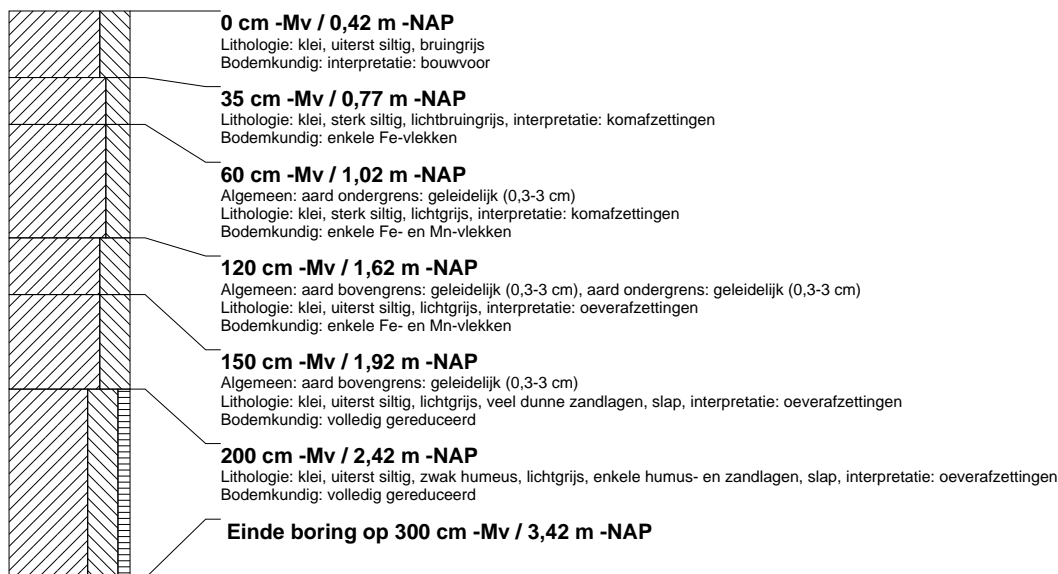 0 cm -Mv / 0,42 m -NAP
Lithologie: klei, uiterst siltig, bruingrijs
Bodemkundig: interpretatie: bouwvoor
35 cm -Mv / 0,77 m -NAP
Lithologie: klei, sterk siltig, lichtbruingrijs, interpretatie: komafzettingen
Bodemkundig: enkele Fe-vlekken
60 cm -Mv / 1,02 m -NAP
Algemeen: aard ondergrens: geleidelijk (0,3-3 cm)
Lithologie: klei, sterk siltig, lichtgrijs, interpretatie: komafzettingen
Bodemkundig: enkele Fe- en Mn-vlekken
120 cm -Mv / 1,62 m -NAP
Algemeen: aard bovengrens: geleidelijk (0,3-3 cm), aard ondergrens: geleidelijk (0,3-3 cm)
Lithologie: klei, uiterst siltig, lichtgrijs, interpretatie: oeverafzettingen
Bodemkundig: enkele Fe- en Mn-vlekken
150 cm -Mv / 1,92 m -NAP
Algemeen: aard bovengrens: geleidelijk (0,3-3 cm)
Lithologie: klei, uiterst siltig, lichtgrijs, veel dunne zandlagen, slap, interpretatie: oeverafzettingen
Bodemkundig: volledig gereduceerd
200 cm -Mv / 2,42 m -NAP
Lithologie: klei, uiterst siltig, zwak humeus, lichtgrijs, enkele humus- en zandlagen, slap, interpretatie: oeverafzettingen
Bodemkundig: volledig gereduceerd
Einde boring op 300 cm -Mv / 3,42 m -NAP